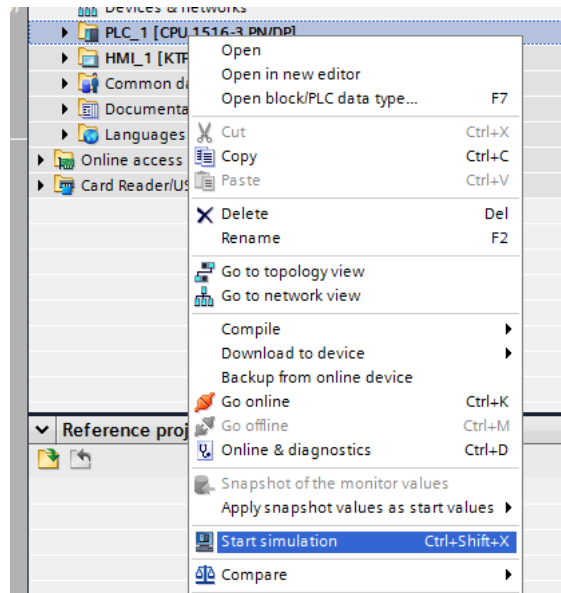 Devices & networks
PLC_1 [CPU 1516-3 PN/DP]
HMI_1 [KTP
Common da
Documenta
Languages
Online access
Card Reader/US
Open
Open in new editor
Open block/PLC data type... F7
Cut Ctrl+X
Copy Ctrl+C
Paste Ctrl+V
Delete Del
Rename F2
Go to topology view
Go to network view
Compile
Download to device
Backup from online device
Go online Ctrl+K
Go offline Ctrl+M
Online & diagnostics Ctrl+D
Snapshot of the monitor values
Apply snapshot values as start values
Start simulation Ctrl+Shift+X
Compare
Reference proj